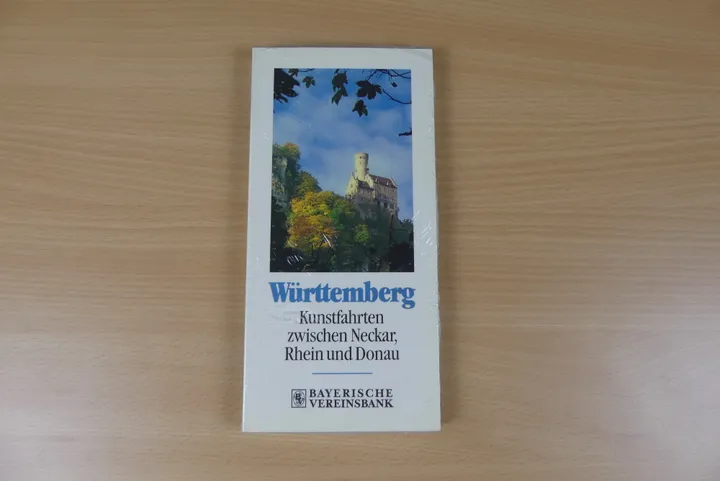 Württemberg
Kunstfahrten
zwischen Neckar,
Rhein und Donau
BAYERISCHE
VEREINSBANK